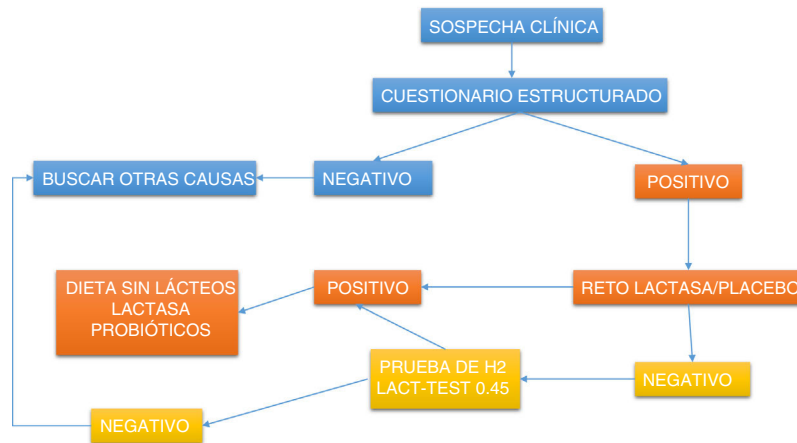 SOSPECHA CLÍNICA
CUESTIONARIO ESTRUCTURADO
BUSCAR OTRAS CAUSAS
NEGATIVO
POSITIVO
DIETA SIN LÁCTEOS
LACTASA
PROBIÓTICOS
POSITIVO
RETO LACTASA/PLACEBO
PRUEBA DE H2
LACT-TEST 0.45
NEGATIVO
NEGATIVO